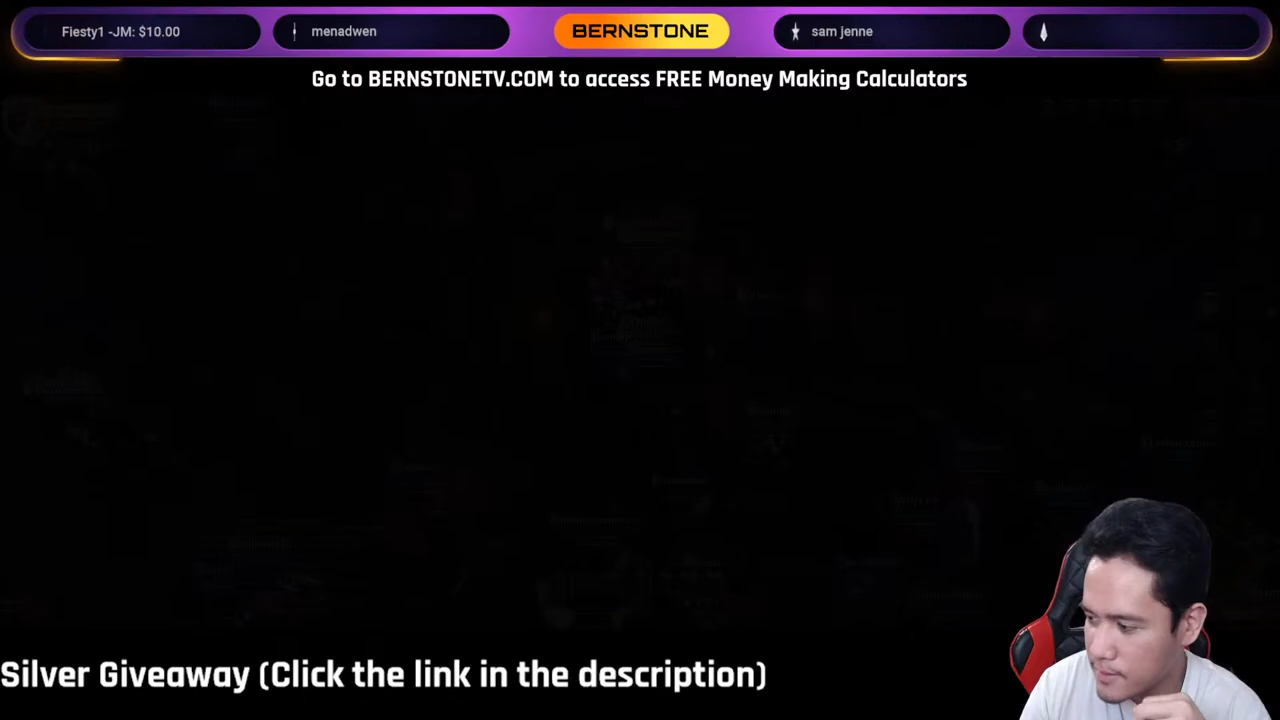 Fiesty1 -JM: $10.00
menadwen
BERNSTONE
sam jenne
Go to BERNSTONETV.COM to access FREE Money Making Calculators
Silver Giveaway (Click the link in the description)